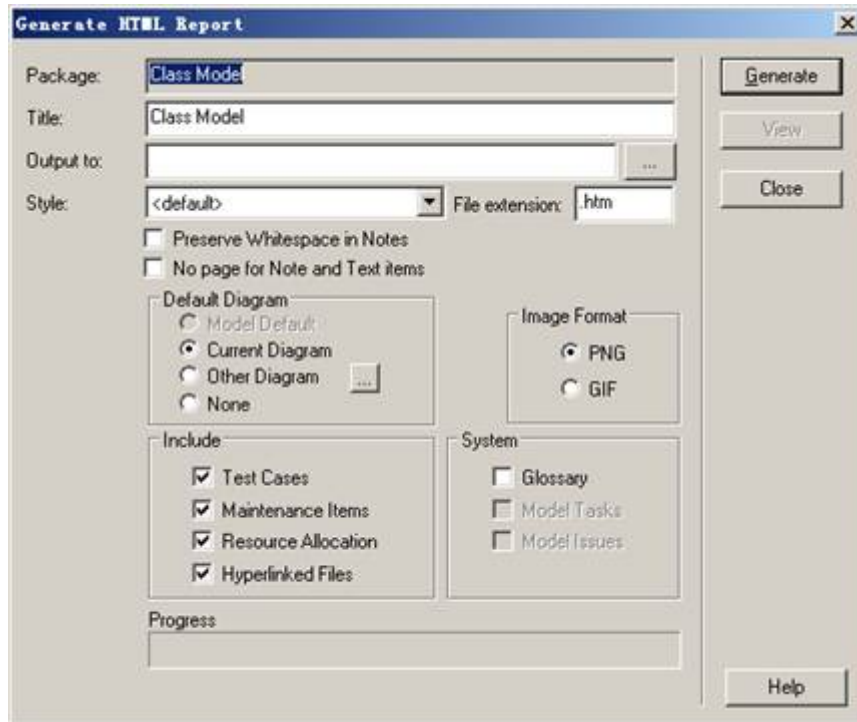 Generate HTML Report
Package: Class Model
Generate
Title: Class Model
View
Output to: ...
Close
Style: <default> File extension: .htm
Preserve Whitespace in Notes
No page for Note and Text items
Default Diagram
Model Default
Current Diagram
Other Diagram ...
None
Image Format
PNG
GIF
Include
Test Cases
Maintenance Items
Resource Allocation
Hyperlinked Files
System
Glossary
Model Tasks
Model Issues
Progress
Help